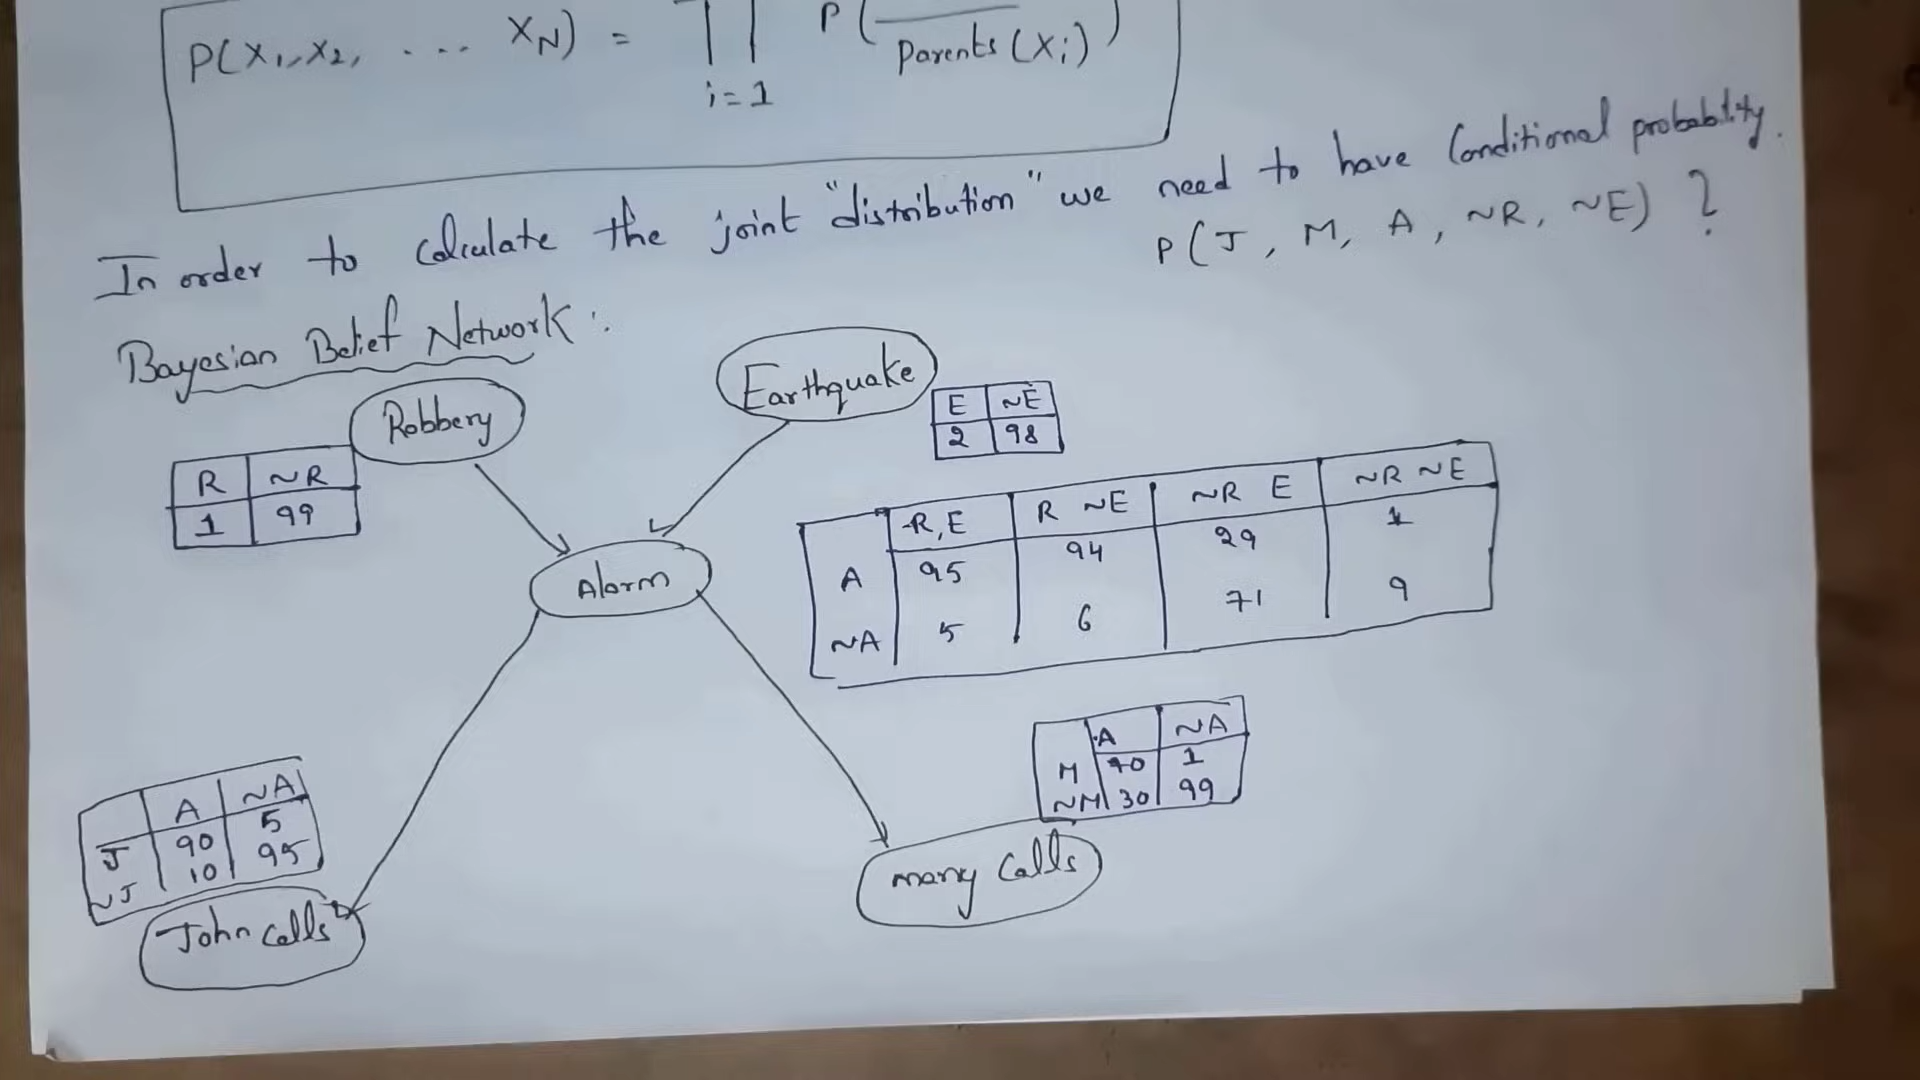 P(X1, X2, .... XN) = ∏ P( ―
Parents (Xi) )
i = 1
In order to calculate the joint "distribution" we need to have Conditional probability.
P(J, M, A, ~R, ~E) ?
Bayesian Belief Network :.
Robbery
R ~R
1 99
Earthquake
E ~E
2 98
Alarm
R,E R ~E ~R E ~R ~E
A 95 94 29 1
~A 5 6 71 9
A ~A
J 90 5
~J 10 95
John Calls
A ~A
M 70 1
~M 30 99
many Calls